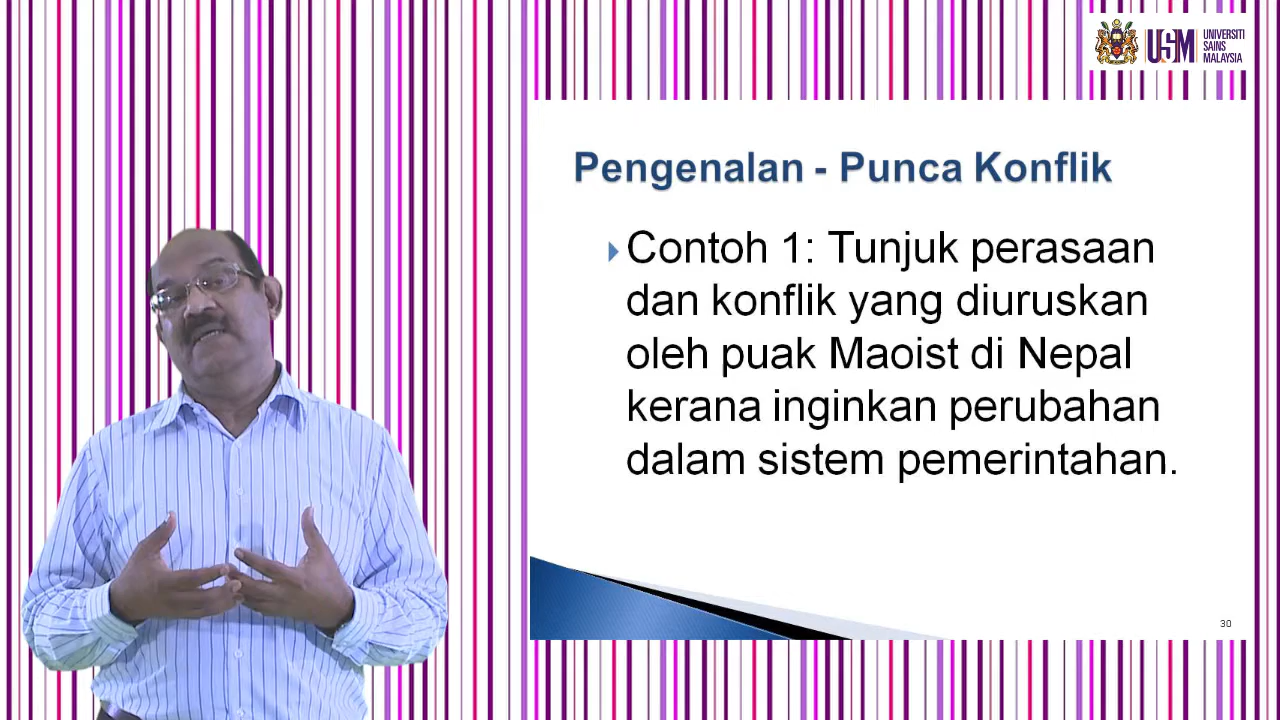 USM
UNIVERSITI
SAINS
MALAYSIA
Pengenalan - Punca Konflik
Contoh 1: Tunjuk perasaan
dan konflik yang diuruskan
oleh puak Maoist di Nepal
kerana inginkan perubahan
dalam sistem pemerintahan.
30